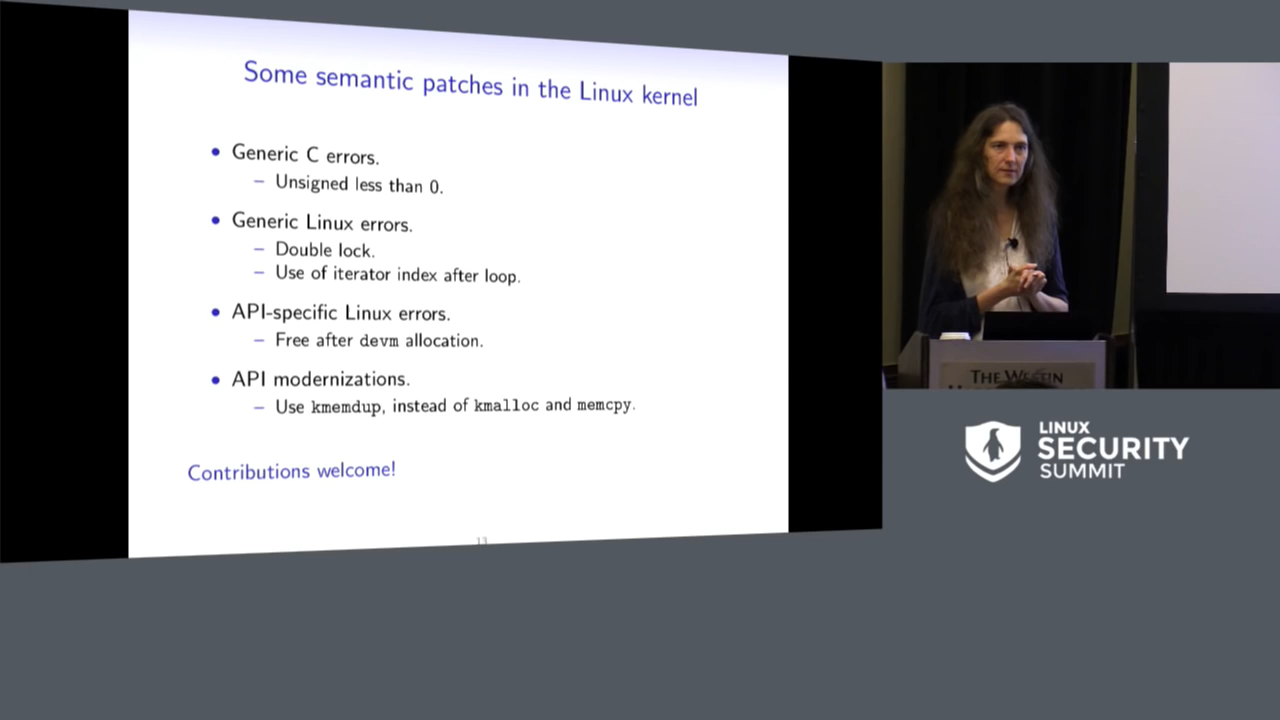 Some semantic patches in the Linux kernel
• Generic C errors.
– Unsigned less than 0.
• Generic Linux errors.
– Double lock.
– Use of iterator index after loop.
• API-specific Linux errors.
– Free after devm allocation.
• API modernizations.
– Use kmemdup, instead of kmalloc and memcpy.
Contributions welcome!
13
THE WESTIN
LINUX
SECURITY
SUMMIT